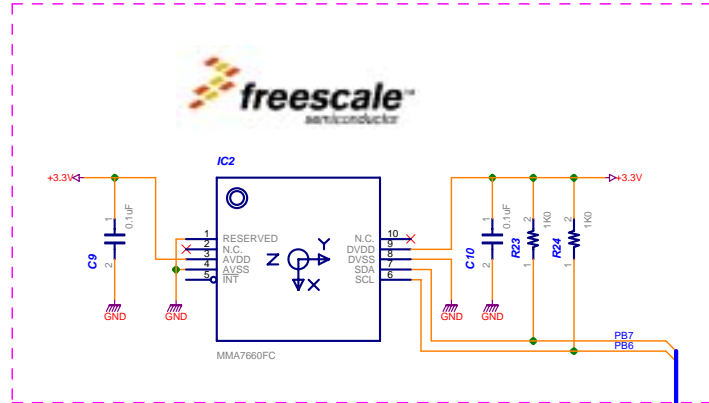 freescale™
semiconductor
IC2
+3.3V
+3.3V
1
0.1uF
C9
2
GND
GND
1 RESERVED
2 N.C.
3 AVDD
4 AVSS
5 INT
N.C. 10
DVDD 9
DVSS 8
SDA 7
SCL 6
Z
Y
X
MMA7660FC
1
0.1uF
C10
2
GND
GND
2
1K0
R23
1
2
1K0
R24
1
PB7
PB6